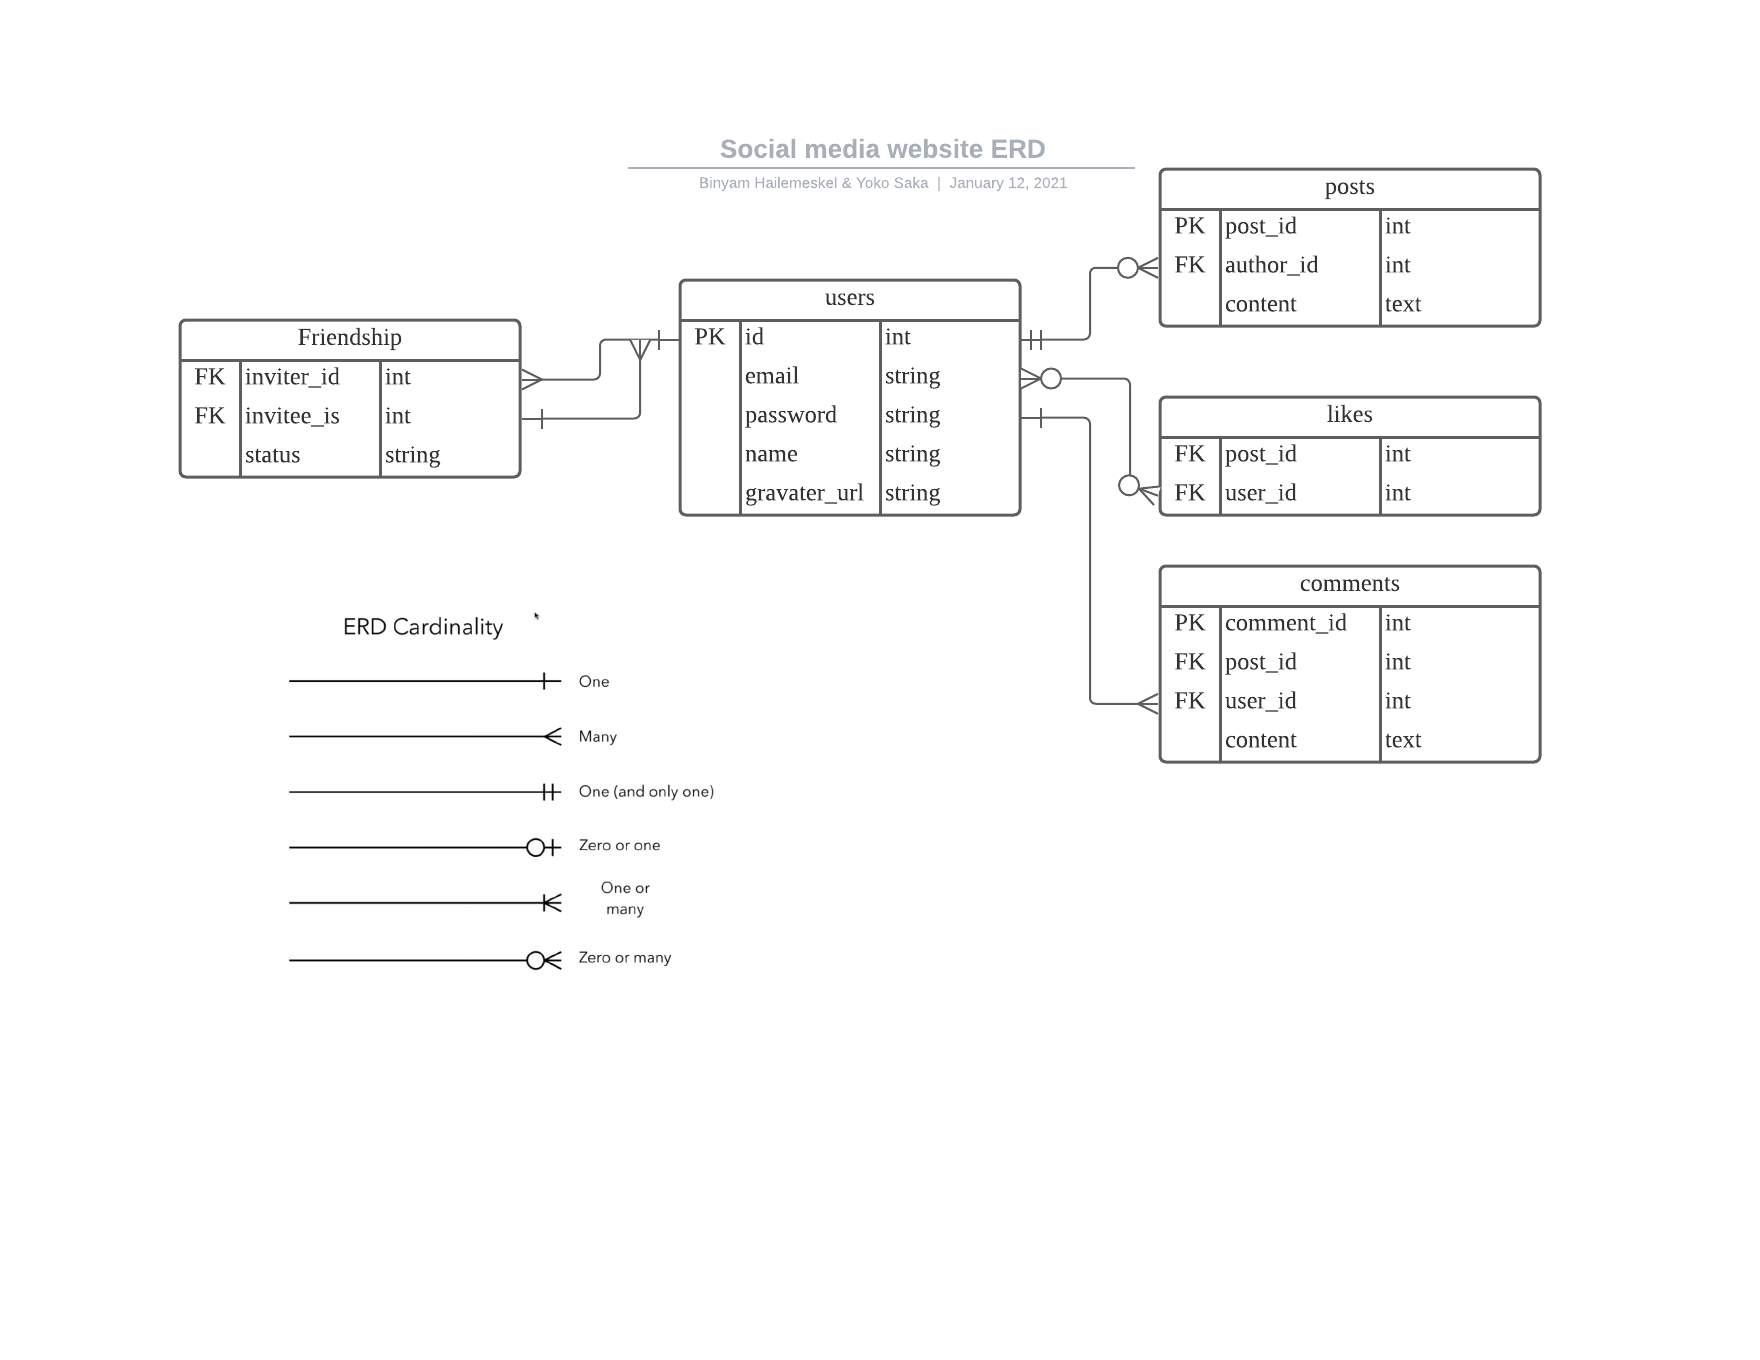 Social media website ERD
Binyam Hailemeskel & Yoko Saka | January 12, 2021
posts
PK post_id int
FK author_id int
content text
users
PK id int
email string
password string
name string
gravater_url string
Friendship
FK inviter_id int
FK invitee_is int
status string
likes
FK post_id int
FK user_id int
comments
PK comment_id int
FK post_id int
FK user_id int
content text
ERD Cardinality
One
Many
One (and only one)
Zero or one
One or
many
Zero or many